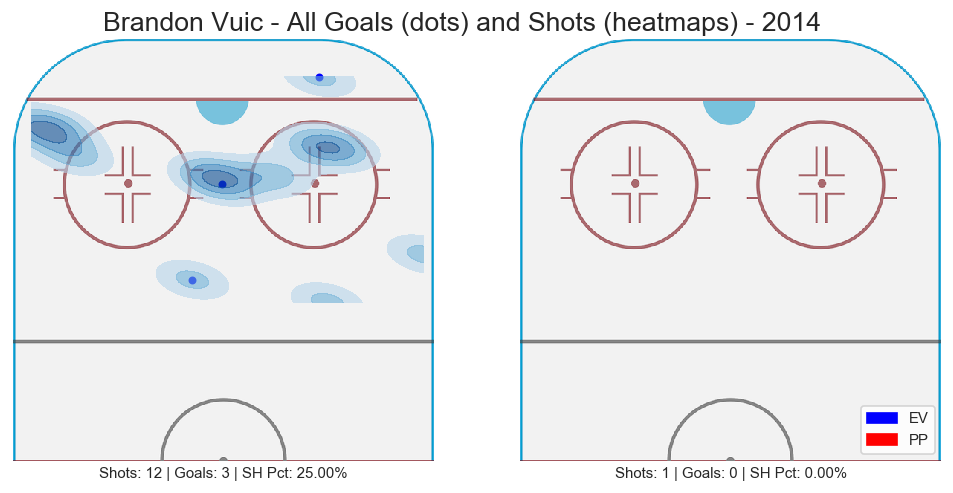 Brandon Vuic - All Goals (dots) and Shots (heatmaps) - 2014
EV
PP
Shots: 12 | Goals: 3 | SH Pct: 25.00%
Shots: 1 | Goals: 0 | SH Pct: 0.00%